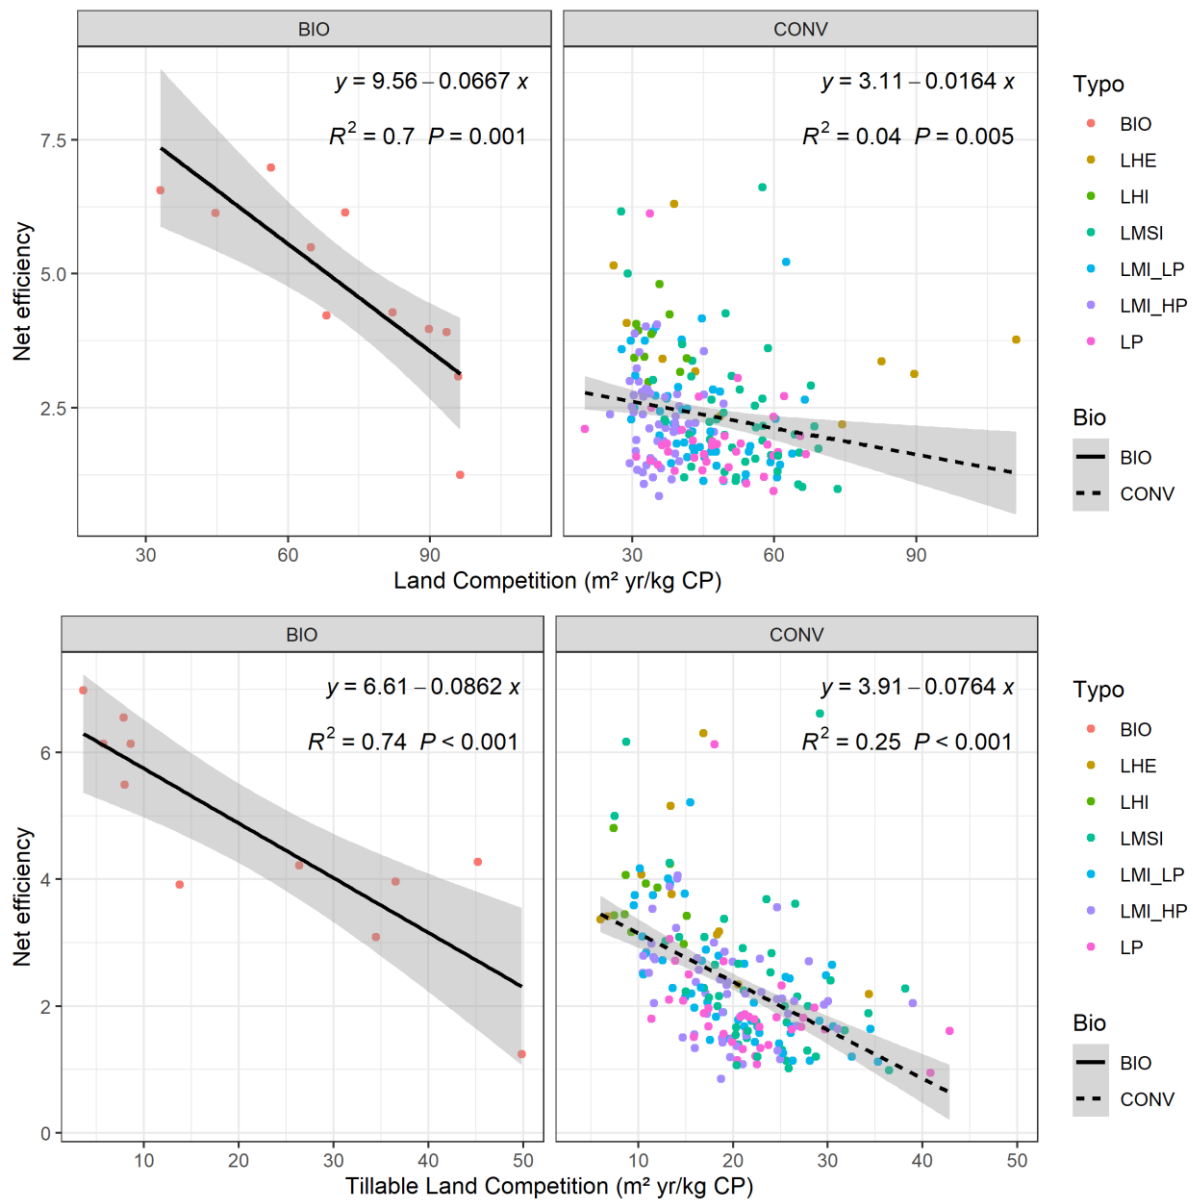 BIO
CONV
y = 9.56 – 0.0667 x
R² = 0.7 P = 0.001
y = 3.11 – 0.0164 x
R² = 0.04 P = 0.005
Net efficiency
7.5
5.0
2.5
30
60
90
30
60
90
Land Competition (m² yr/kg CP)
Typo
BIO
LHE
LHI
LMSI
LMI_LP
LMI_HP
LP
Bio
BIO
CONV
BIO
CONV
y = 6.61 – 0.0862 x
R² = 0.74 P < 0.001
y = 3.91 – 0.0764 x
R² = 0.25 P < 0.001
Net efficiency
6
4
2
0
10
20
30
40
50
10
20
30
40
50
Tillable Land Competition (m² yr/kg CP)
Typo
BIO
LHE
LHI
LMSI
LMI_LP
LMI_HP
LP
Bio
BIO
CONV